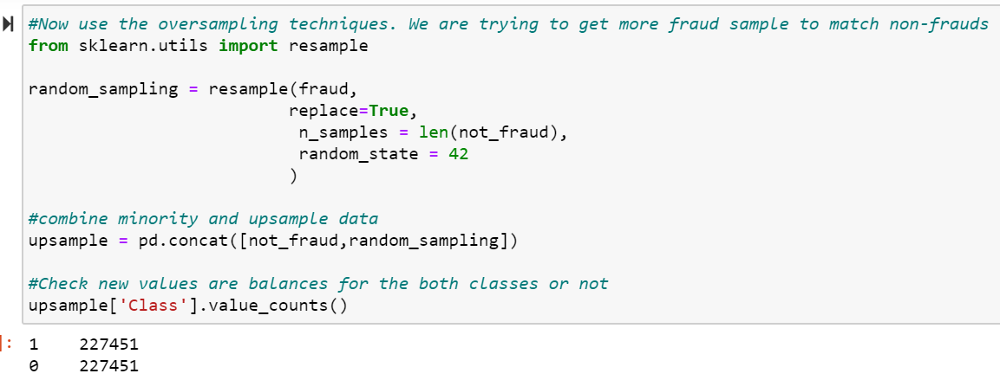 #Now use the oversampling techniques. We are trying to get more fraud sample to match non-frauds
from sklearn.utils import resample
random_sampling = resample(fraud,
replace=True,
n_samples = len(not_fraud),
random_state = 42
)
#combine minority and upsample data
upsample = pd.concat([not_fraud,random_sampling])
#Check new values are balances for the both classes or not
upsample['Class'].value_counts()
]: 1    227451
0    227451